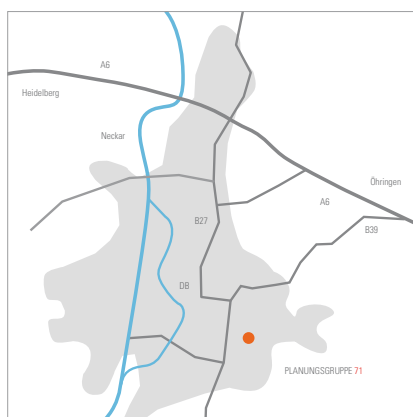 A6
Heidelberg
Neckar
Öhringen
A6
B27
B39
DB
PLANUNGSGRUPPE 71